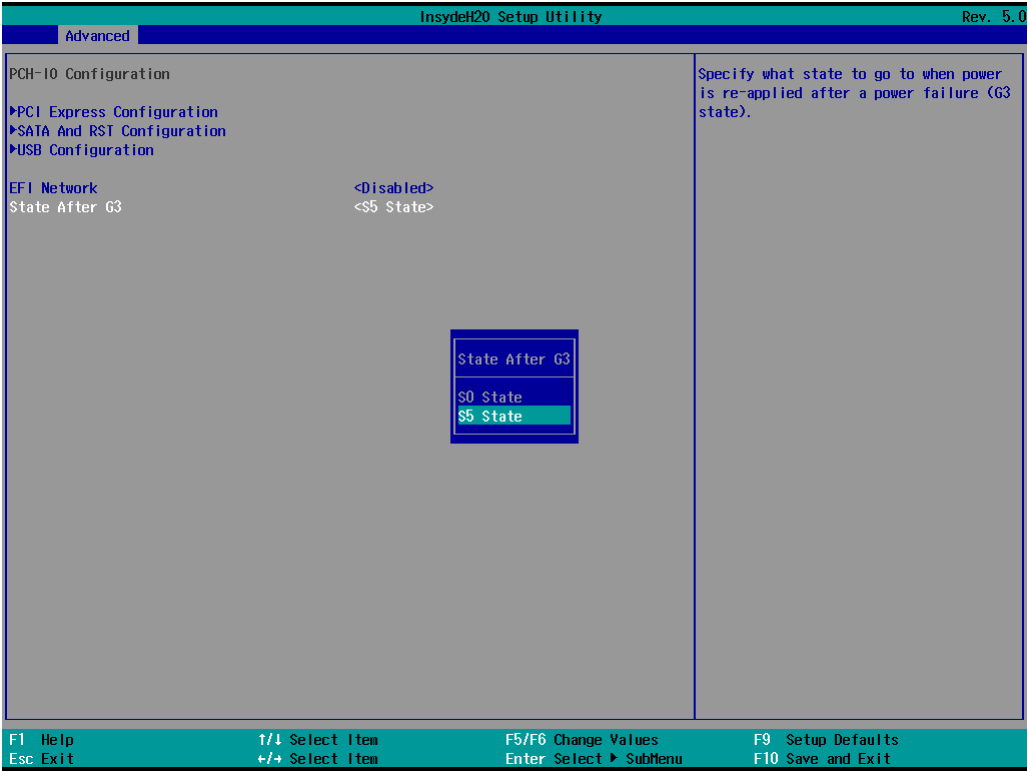 InsydeH2O Setup Utility Rev. 5.0
Advanced
PCH-IO Configuration
▶PCI Express Configuration
▶SATA And RST Configuration
▶USB Configuration
EFI Network <Disabled>
State After G3 <S5 State>
Specify what state to go to when power
is re-applied after a power failure (G3
state).
State After G3
S0 State
S5 State
F1 Help ↑/↓ Select Item F5/F6 Change Values F9 Setup Defaults
Esc Exit ←/→ Select Item Enter Select ▶ SubMenu F10 Save and Exit